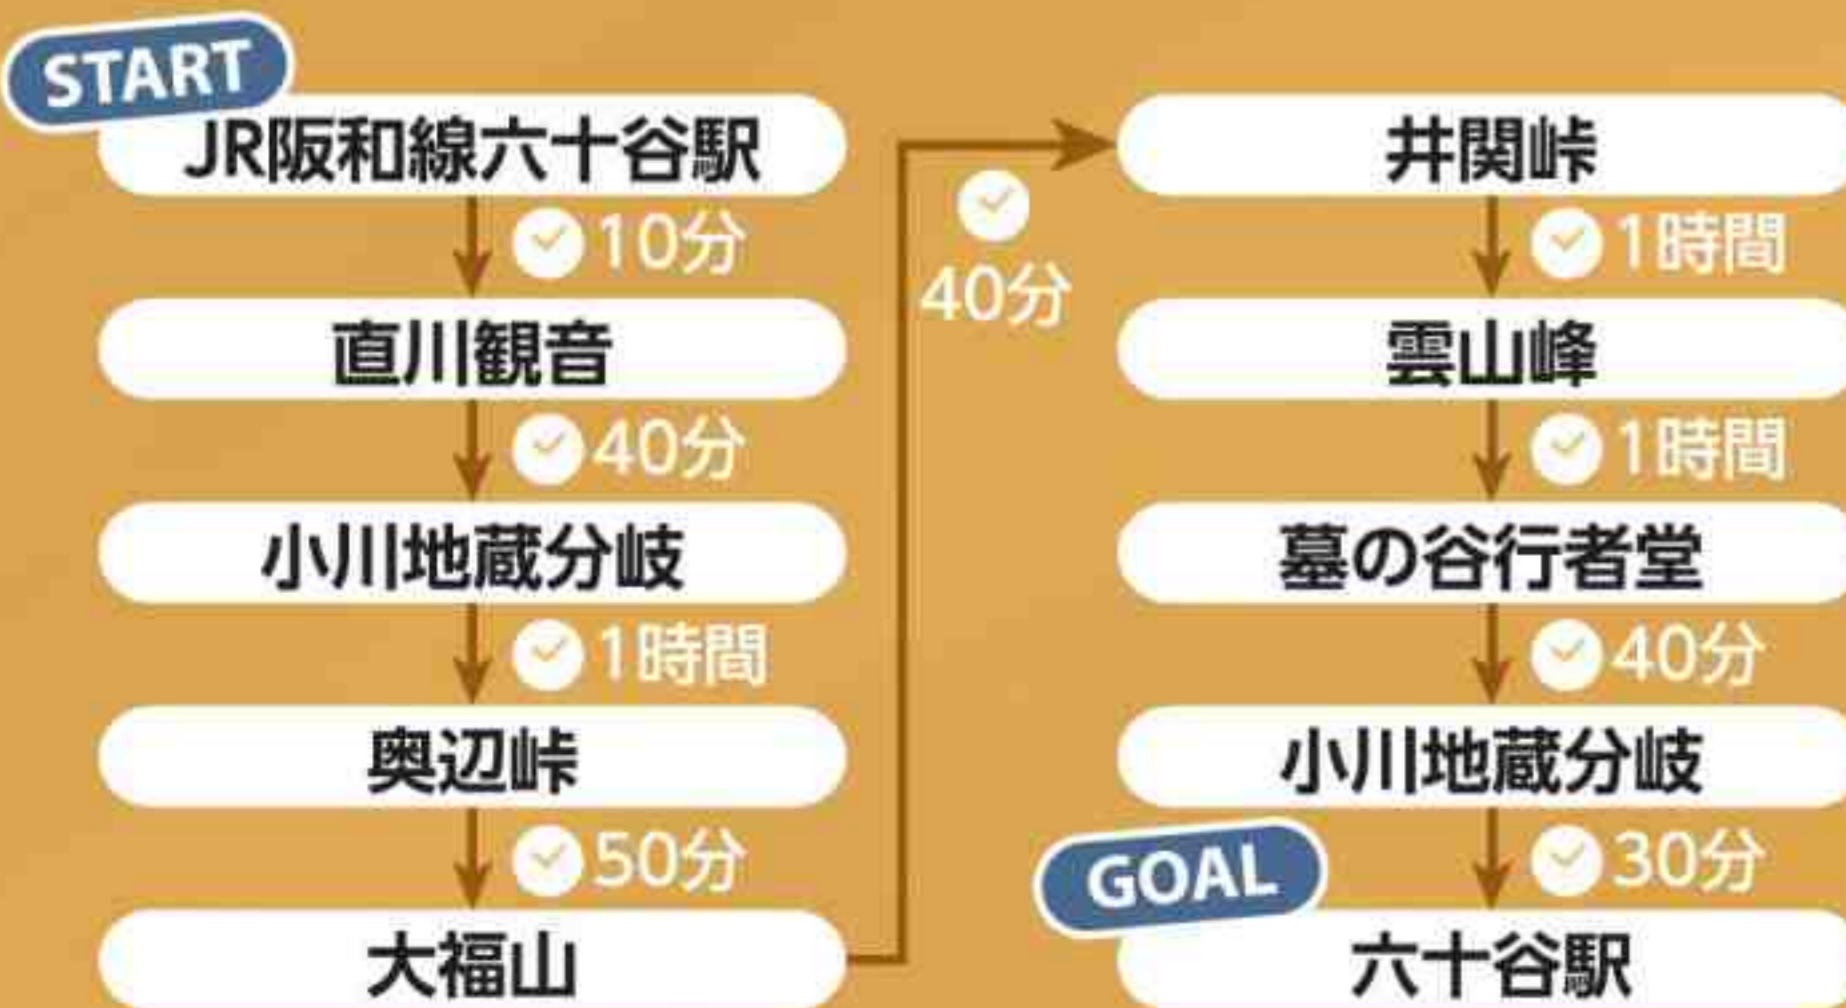 START
JR阪和線六十谷駅
10分
直川観音
40分
小川地蔵分岐
1時間
奥辺峠
50分
大福山
40分
井関峠
1時間
雲山峰
1時間
墓の谷行者堂
40分
小川地蔵分岐
30分
GOAL
六十谷駅